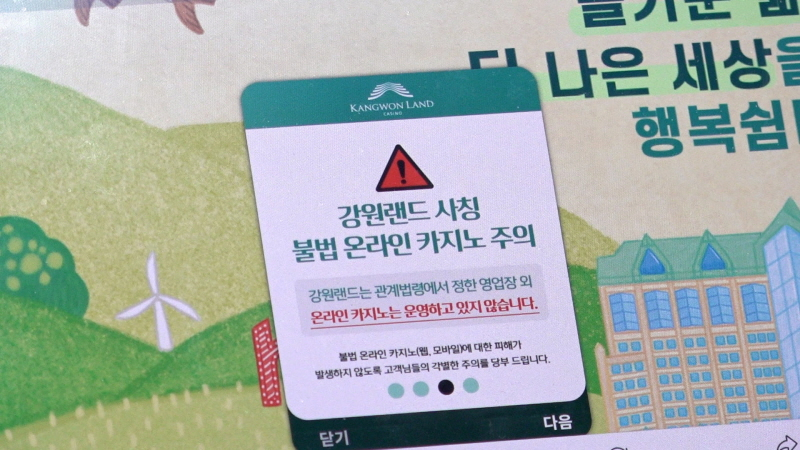 더 나은 세상을
행복쉼
KANGWON LAND
CASINO
강원랜드 사칭
불법 온라인 카지노 주의
강원랜드는 관계법령에서 정한 영업장 외
온라인 카지노는 운영하고 있지 않습니다.
불법 온라인 카지노(웹, 모바일)에 대한 피해가
발생하지 않도록 고객님들의 각별한 주의를 당부 드립니다.
닫기
다음